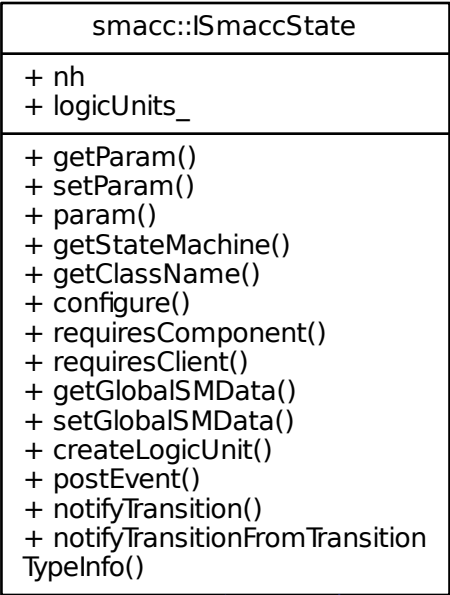 smacc::ISmaccState
+ nh
+ logicUnits_
+ getParam()
+ setParam()
+ param()
+ getStateMachine()
+ getClassName()
+ configure()
+ requiresComponent()
+ requiresClient()
+ getGlobalSMData()
+ setGlobalSMData()
+ createLogicUnit()
+ postEvent()
+ notifyTransition()
+ notifyTransitionFromTransition
TypeInfo()